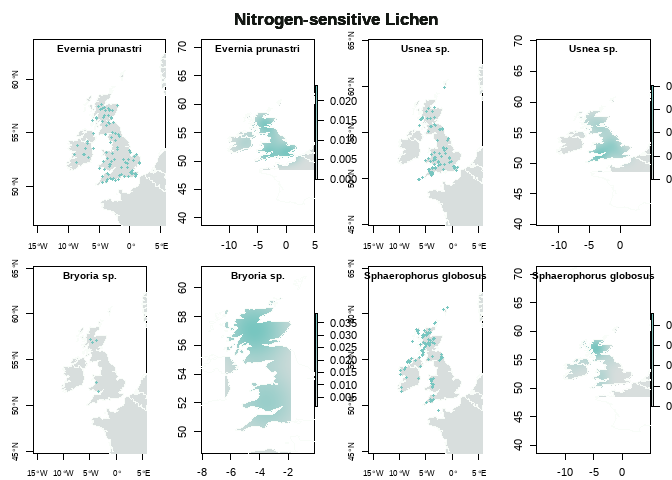 Nitrogen-sensitive Lichen
Evernia prunastri
Evernia prunastri
Usnea sp.
Usnea sp.
60°N
55°N
50°N
15°W 10°W 5°W 0° 5°E
70
65
60
55
50
45
40
-10 -5 0 5
0.020
0.015
0.010
0.005
0.000
65°N
60°N
50°N
45°N
15°W 10°W 5°W 0° 5°E
70
65
60
55
50
45
40
-10 -5 0
Bryoria sp.
Bryoria sp.
Sphaerophorus globosus
Sphaerophorus globosus
65°N
60°N
55°N
50°N
45°N
15°W 10°W 5°W 0° 5°E
60
58
56
54
52
50
-8 -6 -4 -2
0.035
0.030
0.025
0.020
0.015
0.010
0.005
65°N
60°N
50°N
45°N
15°W 10°W 5°W 0° 5°E
70
65
60
55
50
45
40
-10 -5 0 5